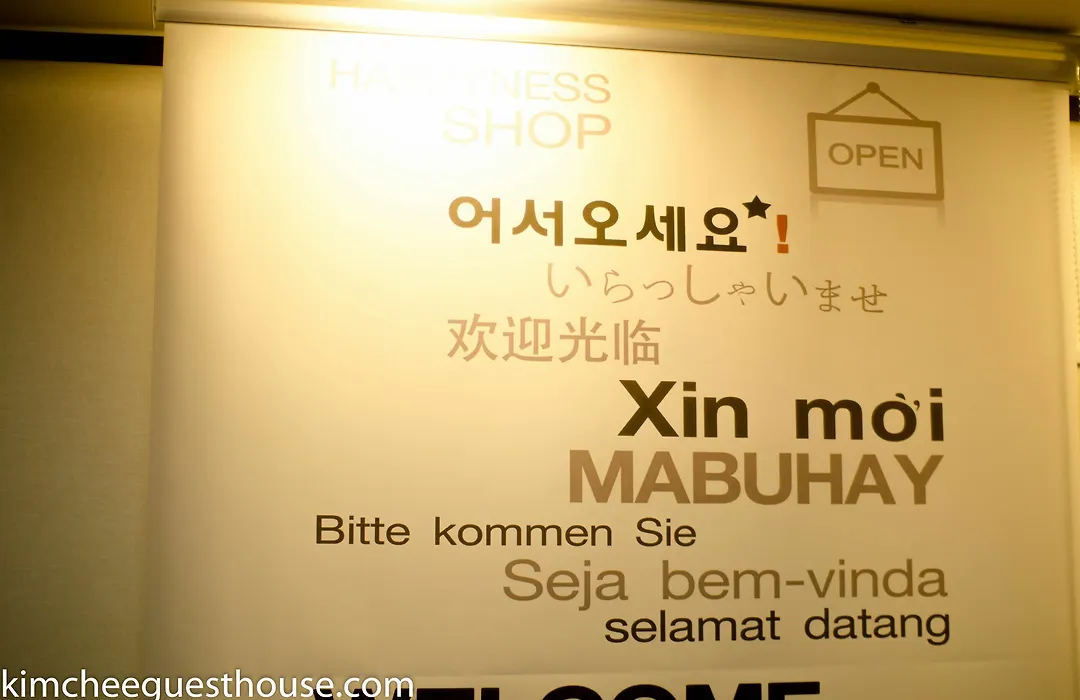 SHOP
OPEN
어서오세요★!
いらっしゃいませ
欢迎光临
Xin mời
MABUHAY
Bitte kommen Sie
Seja bem-vinda
selamat datang
WELCOME
kimcheeguesthouse.com